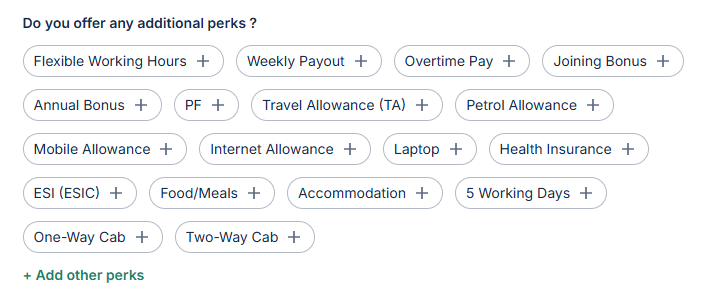 Do you offer any additional perks ?
Flexible Working Hours + Weekly Payout + Overtime Pay + Joining Bonus +
Annual Bonus + PF + Travel Allowance (TA) + Petrol Allowance +
Mobile Allowance + Internet Allowance + Laptop + Health Insurance +
ESI (ESIC) + Food/Meals + Accommodation + 5 Working Days +
One-Way Cab + Two-Way Cab +
+ Add other perks